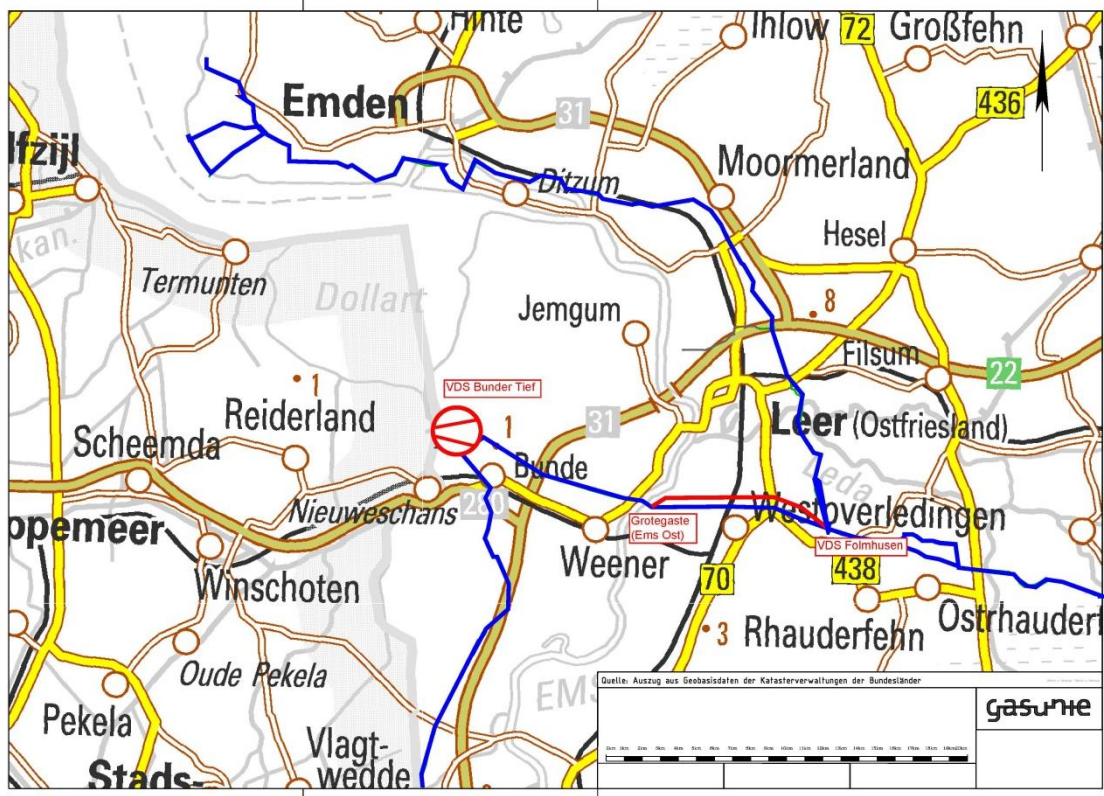 Hinte
Ihlow
72
Großfehn
436
Emden
31
lfzijl
Moormerland
Ditzum
kan.
Hesel
Termunten
Dollart
Jemgum
8
Filsum
22
VDS Bunder Tief
1
Reiderland
31
1
Leer (Ostfriesland)
Scheemda
Bunde
Leda
280
Nieuweschans
Westoverledingen
Grotegaste
(Ems Ost)
ppemeer
VDS Folmhusen
Weener
438
Winschoten
70
Ostrhauderf
3
Rhauderfehn
Oude Pekela
Quelle: Auszug aus Geobasisdaten der Katasterverwaltungen der Bundesländer
EMS
Pekela
gasunie
Vlagt-
wedde
Stads-